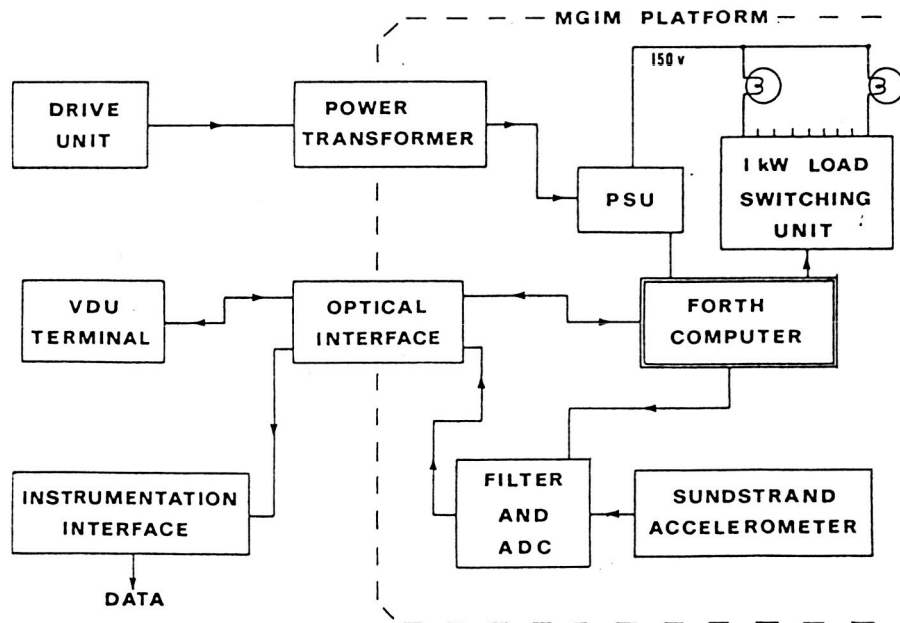 MGIM PLATFORM
150 v
DRIVE
UNIT
POWER
TRANSFORMER
PSU
1 kW LOAD
SWITCHING
UNIT
VDU
TERMINAL
OPTICAL
INTERFACE
FORTH
COMPUTER
INSTRUMENTATION
INTERFACE
FILTER
AND
ADC
SUNDSTRAND
ACCELEROMETER
DATA